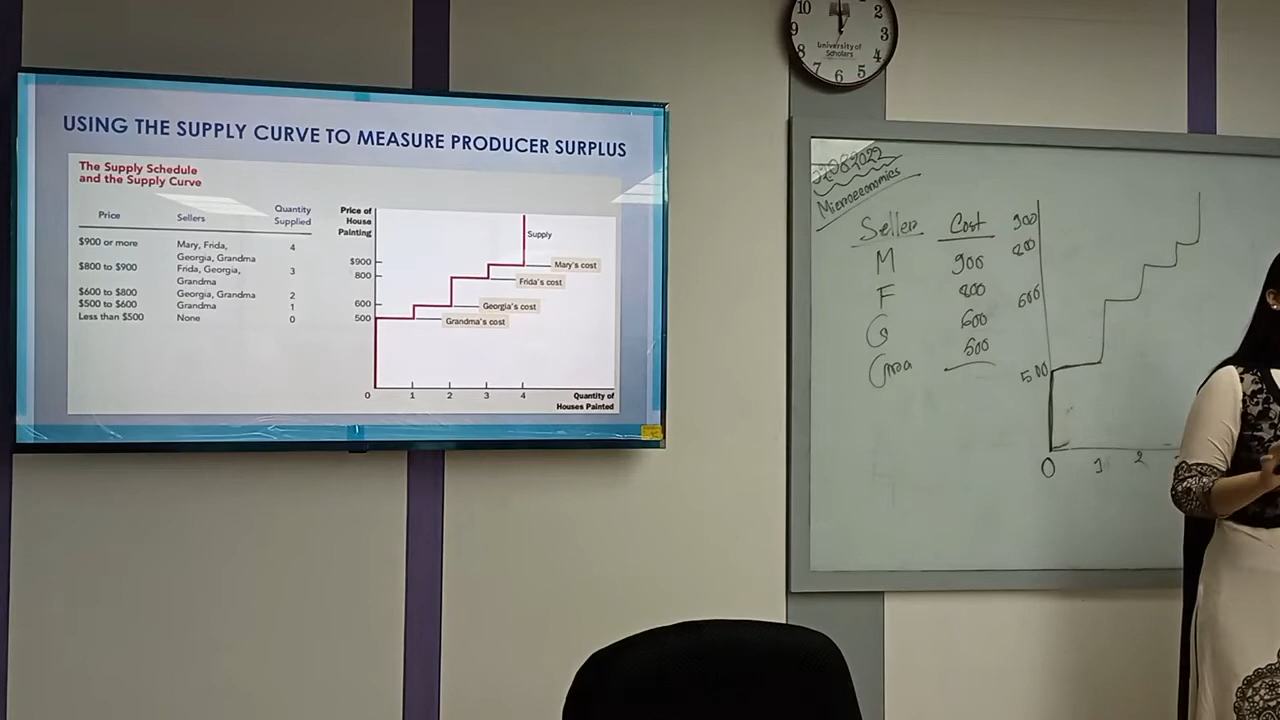 USING THE SUPPLY CURVE TO MEASURE PRODUCER SURPLUS
The Supply Schedule
and the Supply Curve
Price Sellers Quantity Supplied
$900 or more Mary, Frida, Georgia, Grandma 4
$800 to $900 Frida, Georgia, Grandma 3
$600 to $800 Georgia, Grandma 2
$500 to $600 Grandma 1
Less than $500 None 0
Price of
House
Painting
Supply
$900
Mary's cost
800
Frida's cost
600
Georgia's cost
500
Grandma's cost
0 1 2 3 4
Quantity of
Houses Painted
10 2
9 3
8 4
7 6 5
University of
Scholars
Microeconomics
Seller Cost
M 900
F 800
G 600
500
900
800
600
500
0 1 2